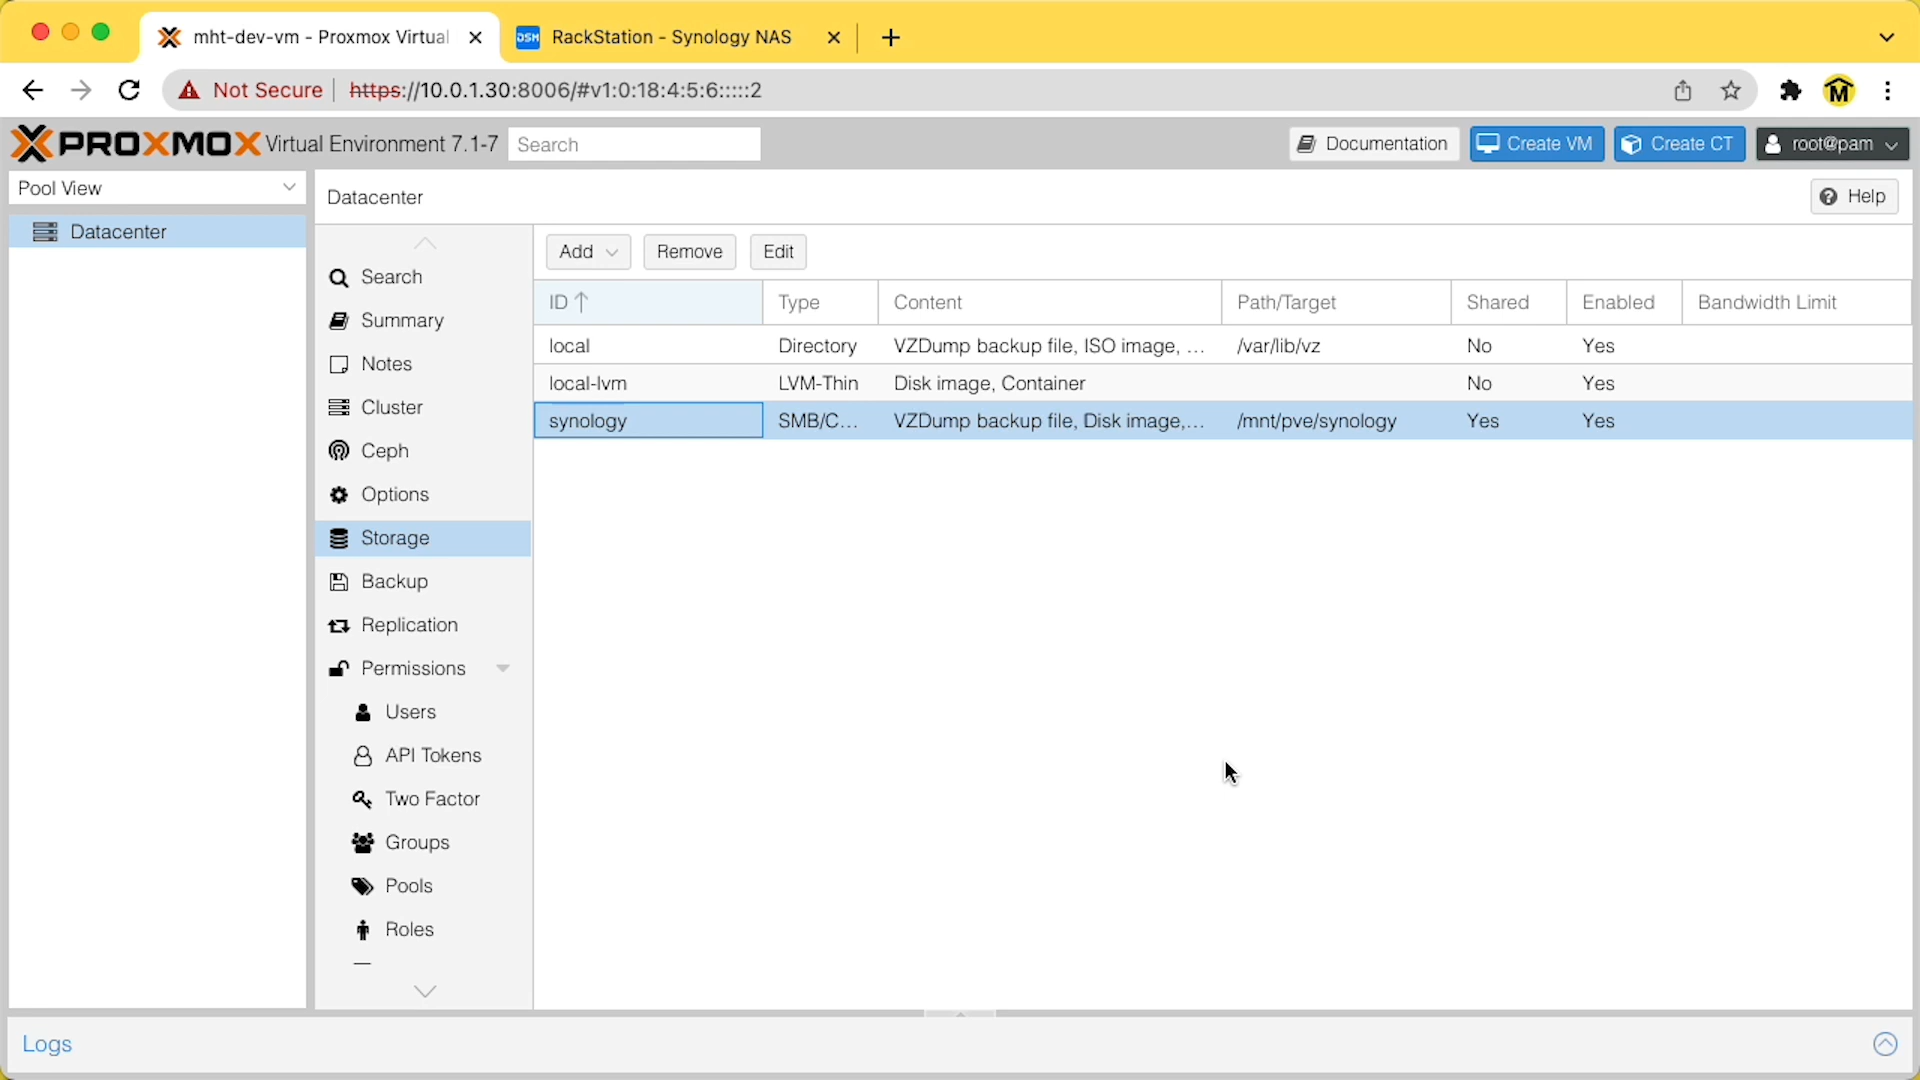 mht-dev-vm - Proxmox Virtual
DSM
RackStation - Synology NAS
Not Secure
https://10.0.1.30:8006/#v1:0:18:4:5:6:::::2
PROXMOX Virtual Environment 7.1-7
Search
Documentation
Create VM
Create CT
root@pam
Pool View
Datacenter
Datacenter
Help
Search
Summary
Notes
Cluster
Ceph
Options
Storage
Backup
Replication
Permissions
Users
API Tokens
Two Factor
Groups
Pools
Roles
Add
Remove
Edit
ID Type Content Path/Target Shared Enabled Bandwidth Limit
local Directory VZDump backup file, ISO image, ... /var/lib/vz No Yes
local-lvm LVM-Thin Disk image, Container No Yes
synology SMB/C... VZDump backup file, Disk image,... /mnt/pve/synology Yes Yes
Logs